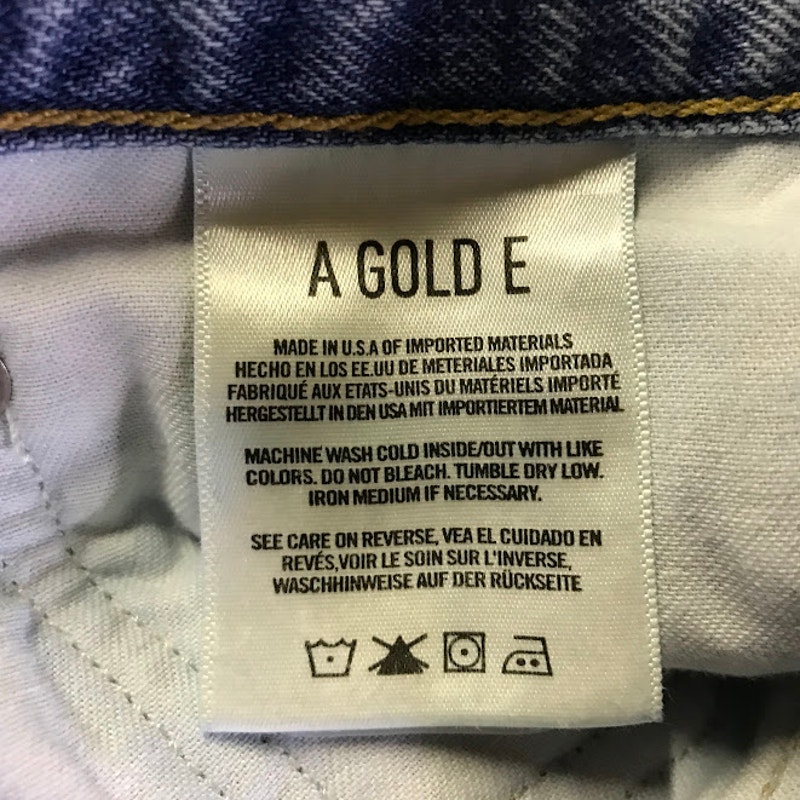 A GOLD E
MADE IN U.S.A OF IMPORTED MATERIALS
HECHO EN LOS EE.UU DE METERIALES IMPORTADA
FABRIQUÉ AUX ETATS-UNIS DU MATÉRIELS IMPORTÉ
HERGESTELLT IN DEN USA MIT IMPORTIERTEM MATERIAL
MACHINE WASH COLD INSIDE/OUT WITH LIKE
COLORS. DO NOT BLEACH. TUMBLE DRY LOW.
IRON MEDIUM IF NECESSARY.
SEE CARE ON REVERSE, VEA EL CUIDADO EN
REVÉS,VOIR LE SOIN SUR L'INVERSE,
WASCHHINWEISE AUF DER RÜCKSEITE